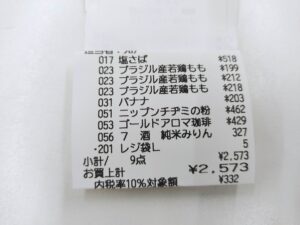 017 塩さば ¥518
023 ブラジル産若鶏もも ¥199
023 ブラジル産若鶏もも ¥212
023 ブラジル産若鶏もも ¥218
031 バナナ ¥203
051 ニップンチヂミの粉 ¥462
053 ゴールドアロマ珈琲 ¥429
056 7 酒 純米みりん 327
・201 レジ袋L 5
小計/ 9点 ¥2,573
お買上計 ¥2,573
内税率10%対象額 ¥332